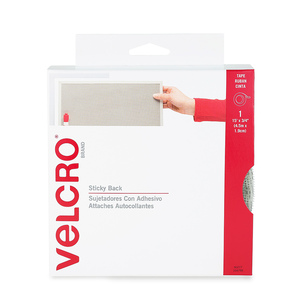 VELCRO
BRAND
TAPE
RUBAN
CINTA
1
15' x 3/4"
(4.5m x
1.9cm)
Sticky Back
Sujetadores Con Adhesivo
Attaches Autocollantes